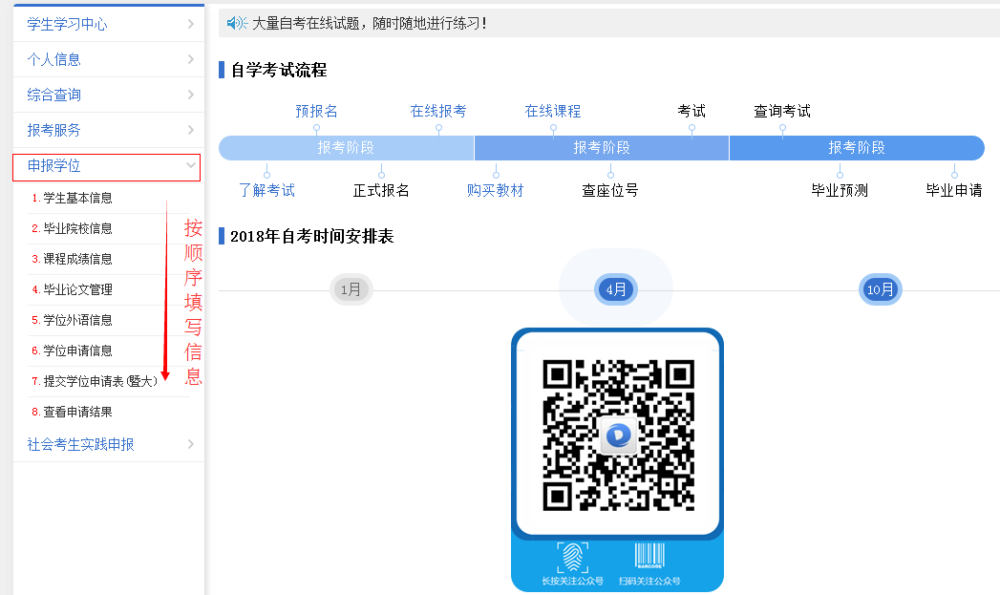 学生学习中心
个人信息
综合查询
报考服务
申报学位
1. 学生基本信息
2. 毕业院校信息
3. 课程成绩信息
4. 毕业论文管理
5. 学位外语信息
6. 学位申请信息
7. 提交学位申请表(暨大)
8. 查看申请结果
社会考生实践申报
按顺序填写信息
大量自考在线试题，随时随地进行练习！
自学考试流程
预报名 在线报考 在线课程 考试 查询考试
报考阶段 报考阶段 报考阶段
了解考试 正式报名 购买教材 查座位号 毕业预测 毕业申请
2018年自考时间安排表
1月 4月 10月
BARCODE
长按关注公众号 扫码关注公众号